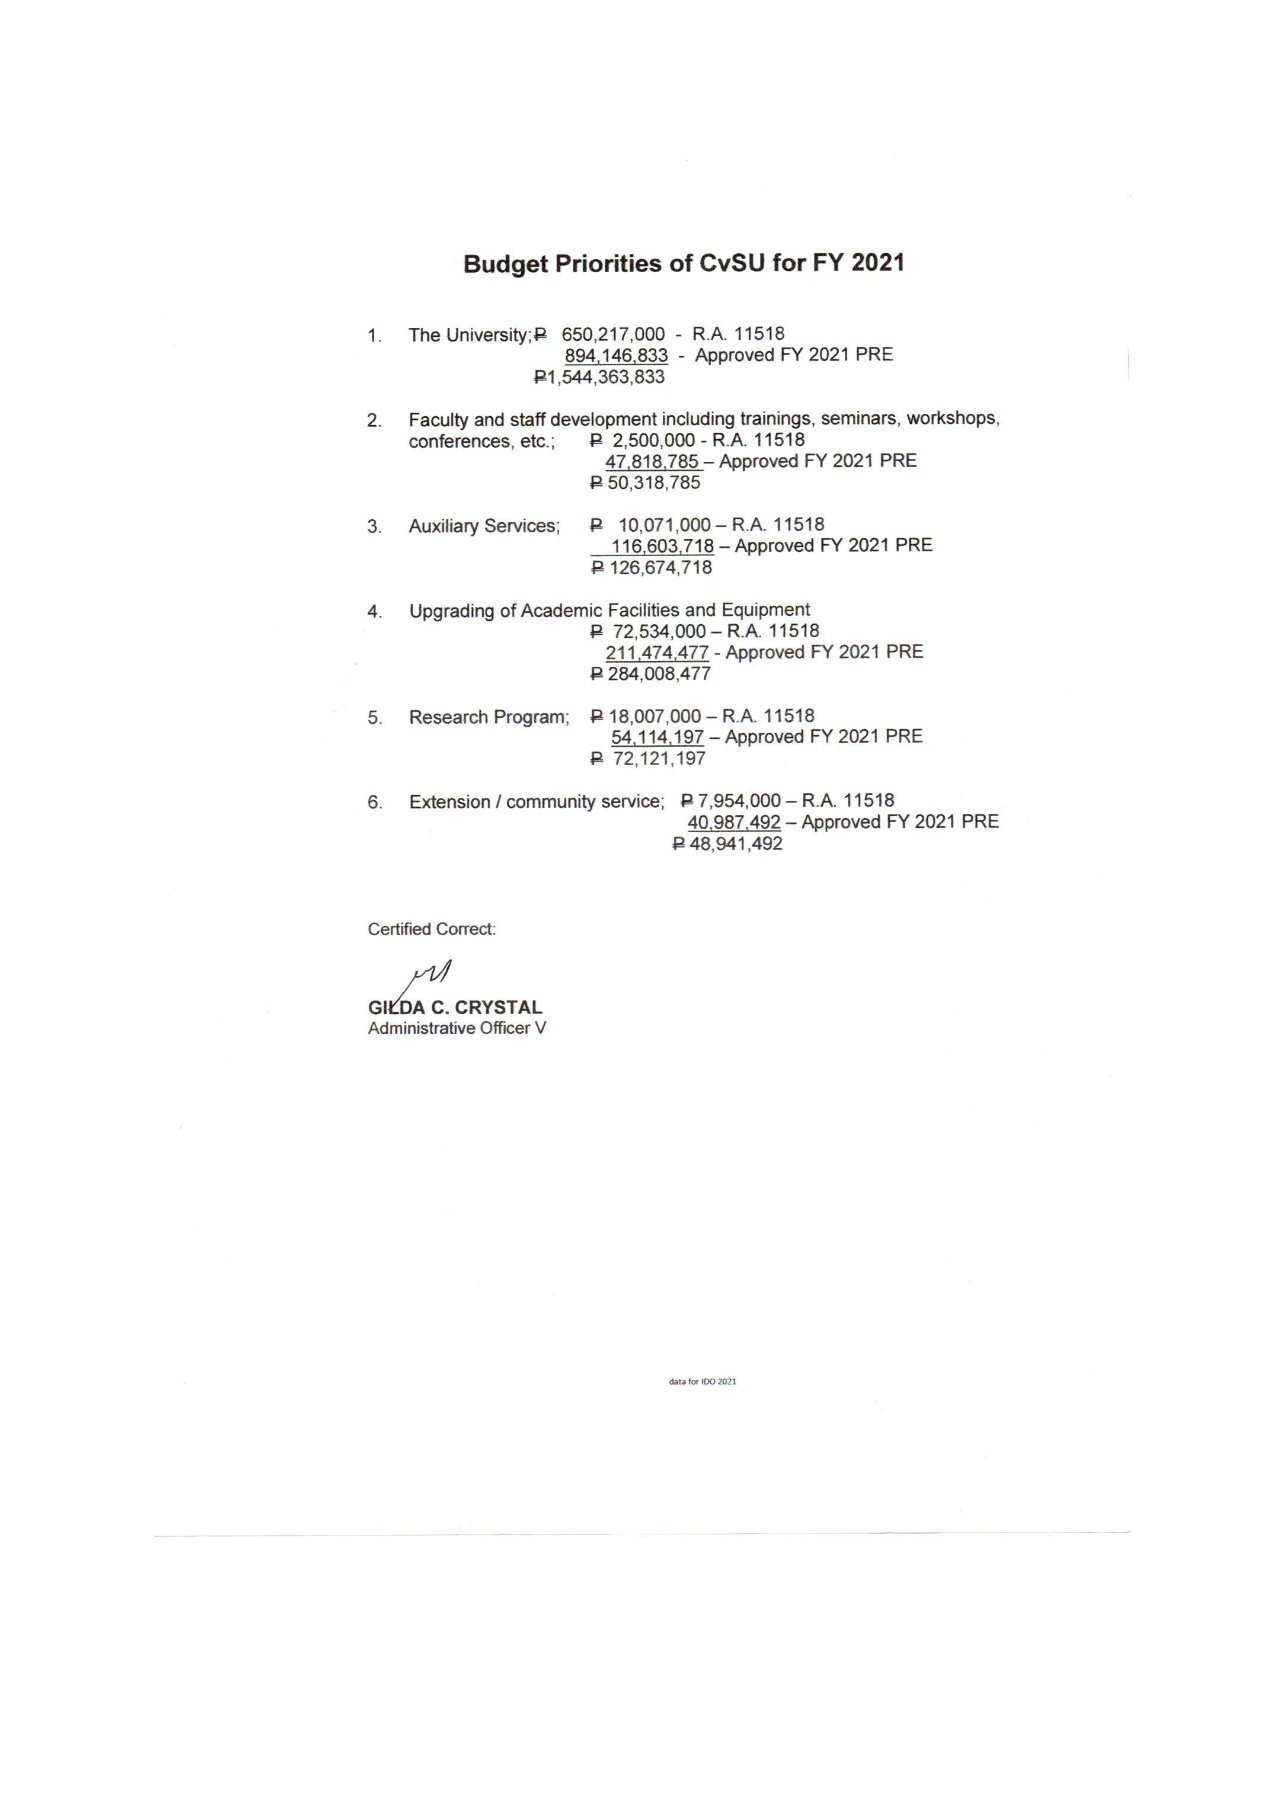 Budget Priorities of CvSU for FY 2021
1. The University; ₱ 650,217,000 - R.A. 11518
894,146,833 - Approved FY 2021 PRE
₱1,544,363,833
2. Faculty and staff development including trainings, seminars, workshops,
conferences, etc.; ₱ 2,500,000 - R.A. 11518
47,818,785 – Approved FY 2021 PRE
₱ 50,318,785
3. Auxiliary Services; ₱ 10,071,000 – R.A. 11518
116,603,718 – Approved FY 2021 PRE
₱ 126,674,718
4. Upgrading of Academic Facilities and Equipment
₱ 72,534,000 – R.A. 11518
211,474,477 - Approved FY 2021 PRE
₱ 284,008,477
5. Research Program; ₱ 18,007,000 – R.A. 11518
54,114,197 – Approved FY 2021 PRE
₱ 72,121,197
6. Extension / community service; ₱ 7,954,000 – R.A. 11518
40,987,492 – Approved FY 2021 PRE
₱ 48,941,492
Certified Correct:
GILDA C. CRYSTAL
Administrative Officer V
data for IDO 2021